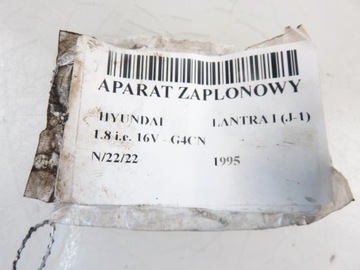 APARAT ZAPLONOWY
HYUNDAI LANTRA I (J-1)
1.8 i.e. 16V - G4CN
N/22/22 1995